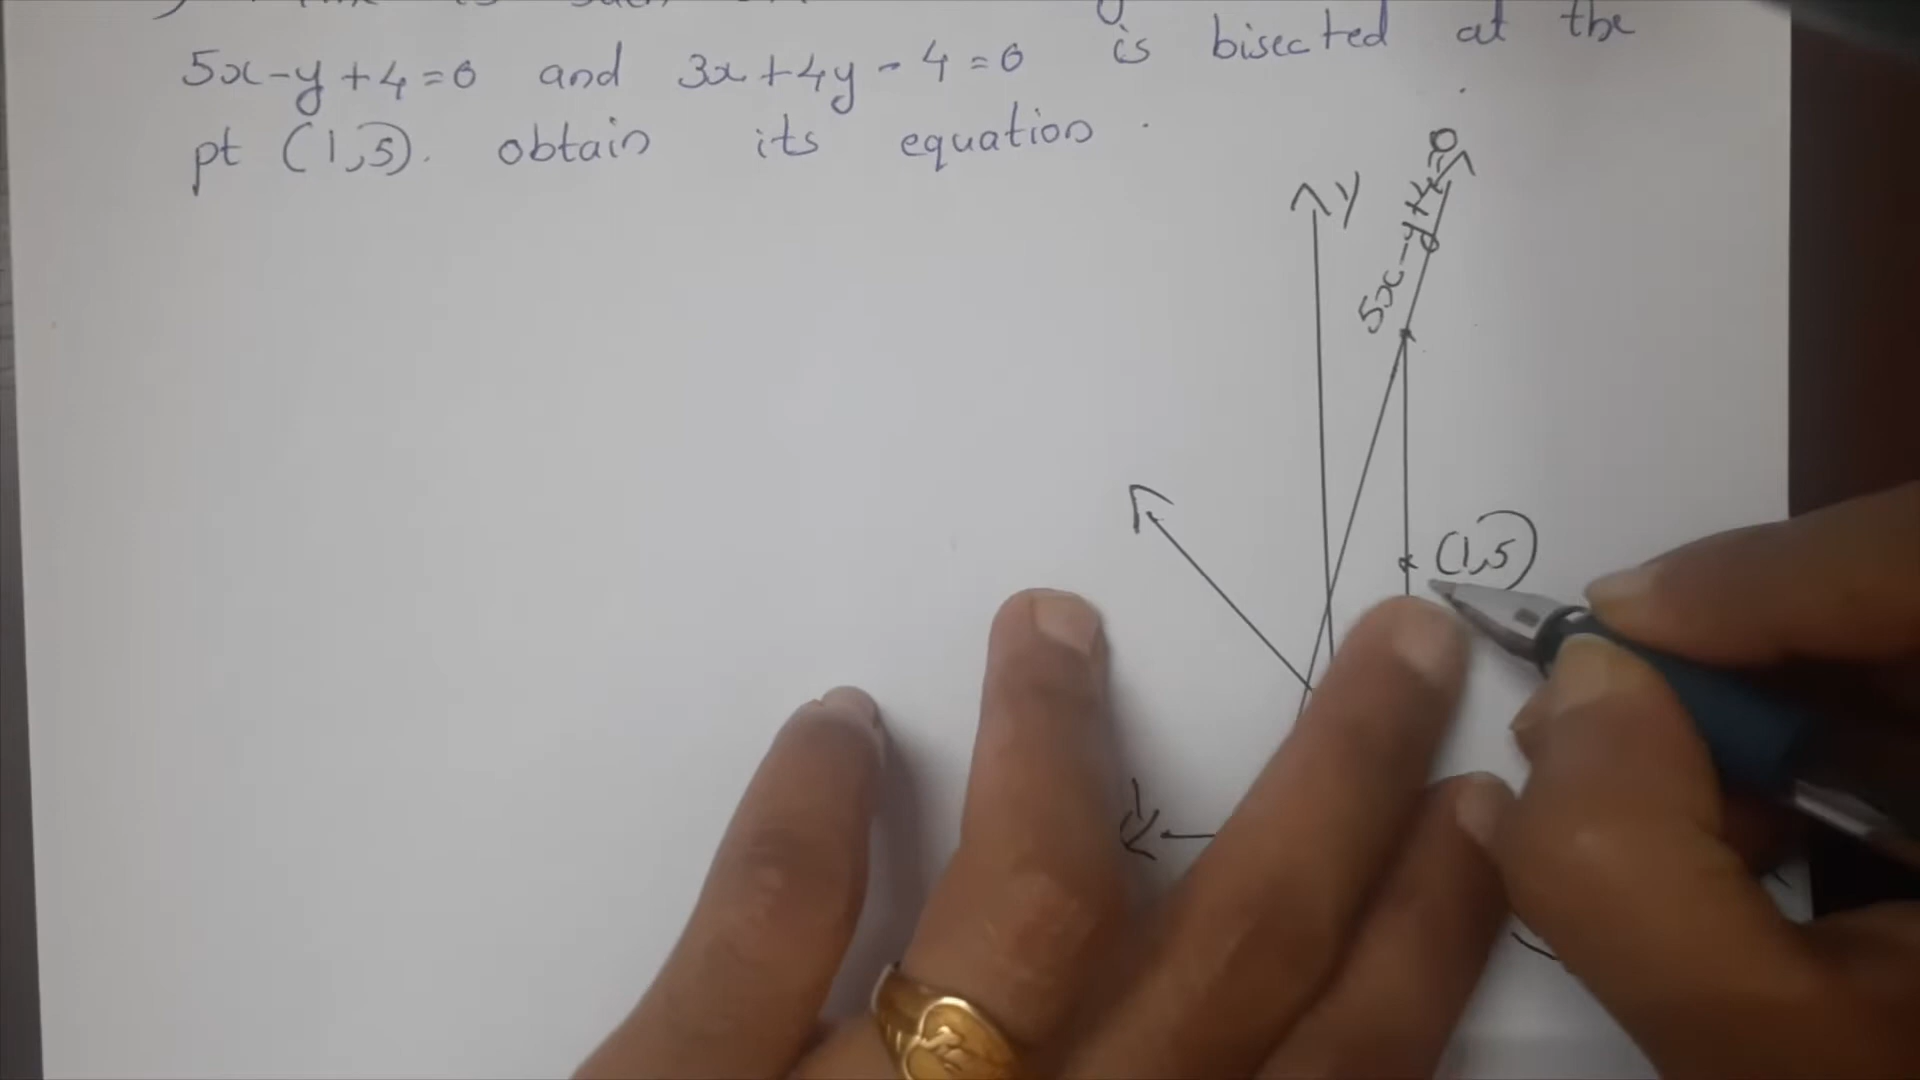 5x-y+4=0 and 3x+4y-4=0 is bisected at the
pt (1,5). obtain its equation.
y
5x-y+4=0
(1,5)